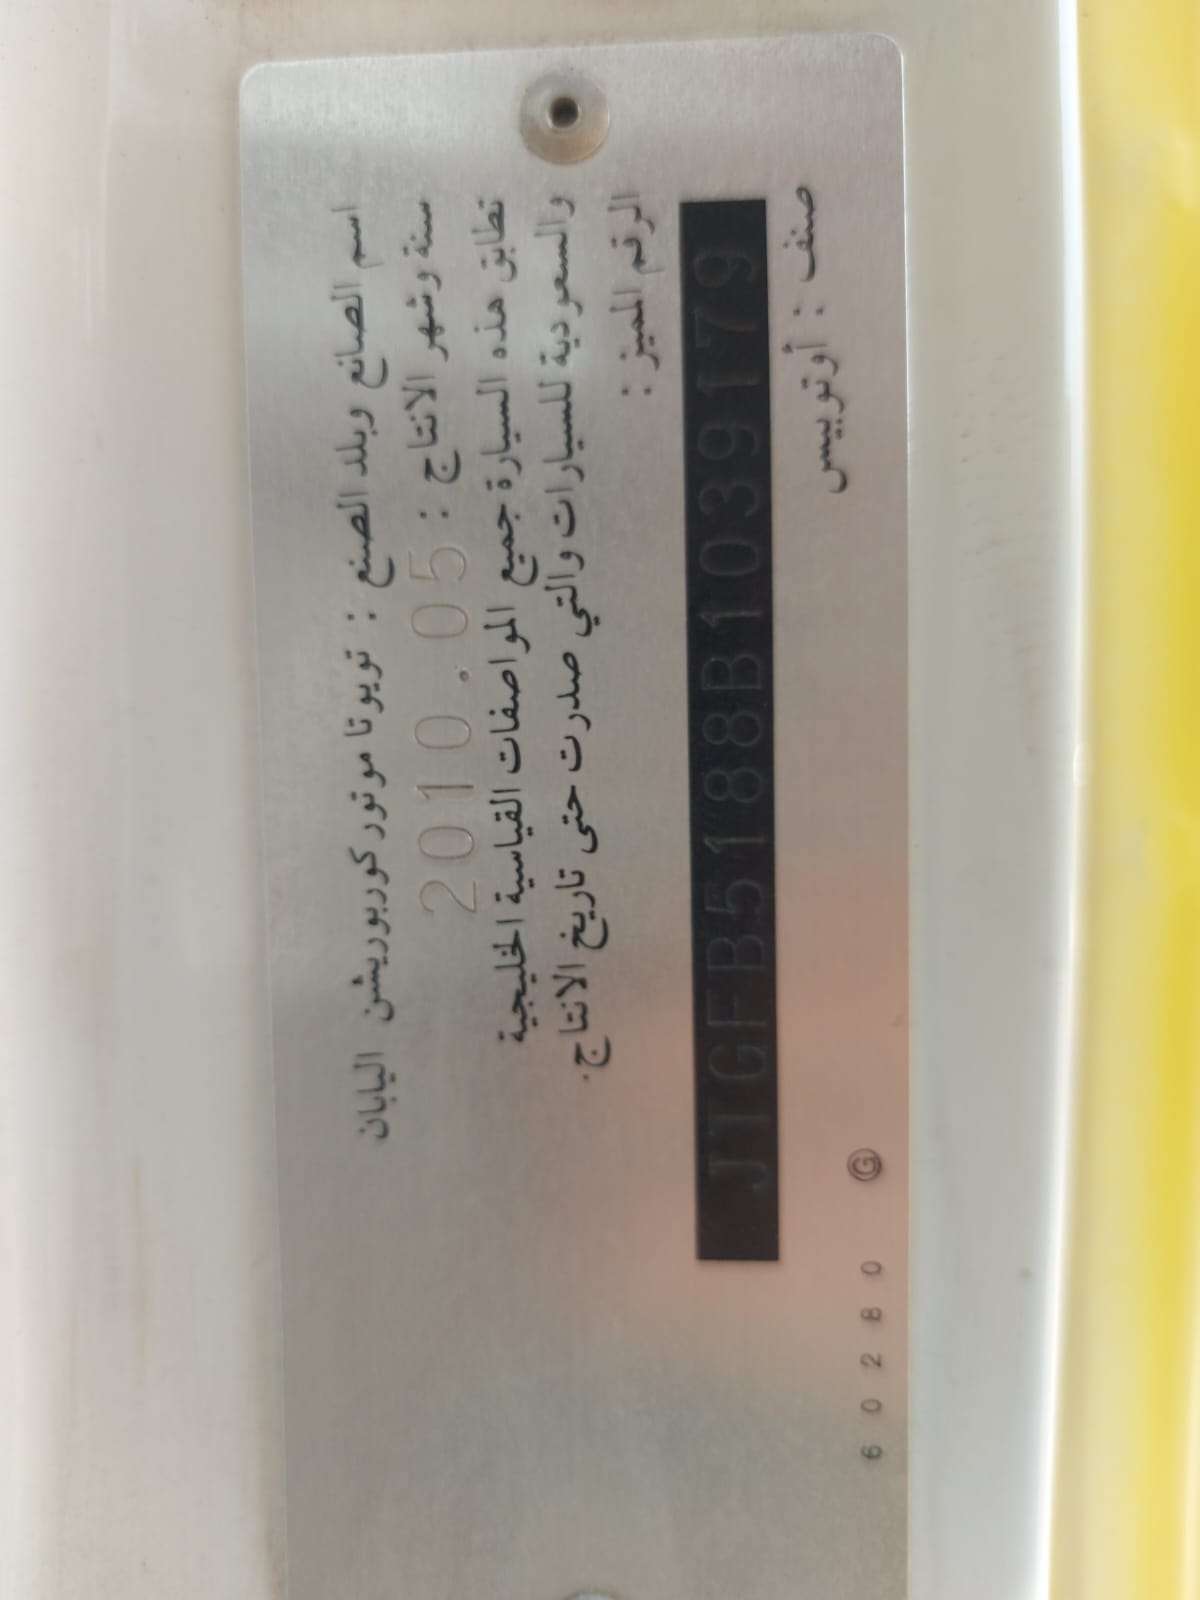 اسم الصانع وبلد الصنع : تويوتا موتور كوربوريشن اليابان
سنة وشهر الانتاج : 2010.05
تطابق هذه السيارة جميع المواصفات القياسية الخليجية
والسعودية للسيارات والتي صدرت حتى تاريخ الانتاج.
الرقم المميز :
JTGFB5188B1039179
صنف : أوتوبيس
60280 Ⓖ